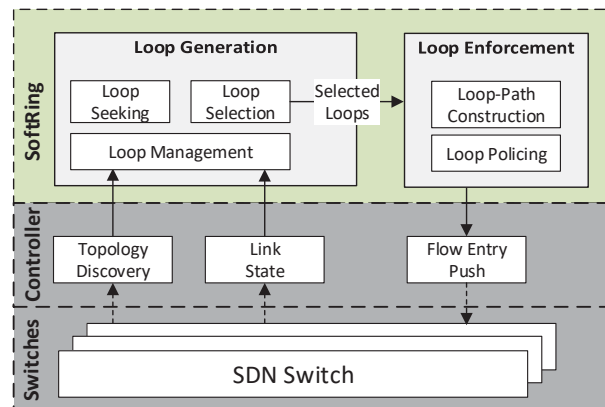 SoftRing
Loop Generation
Loop
Seeking
Loop
Selection
Loop Management
Selected
Loops
Loop Enforcement
Loop-Path
Construction
Loop Policing
Controller
Topology
Discovery
Link
State
Flow Entry
Push
Switches
SDN Switch